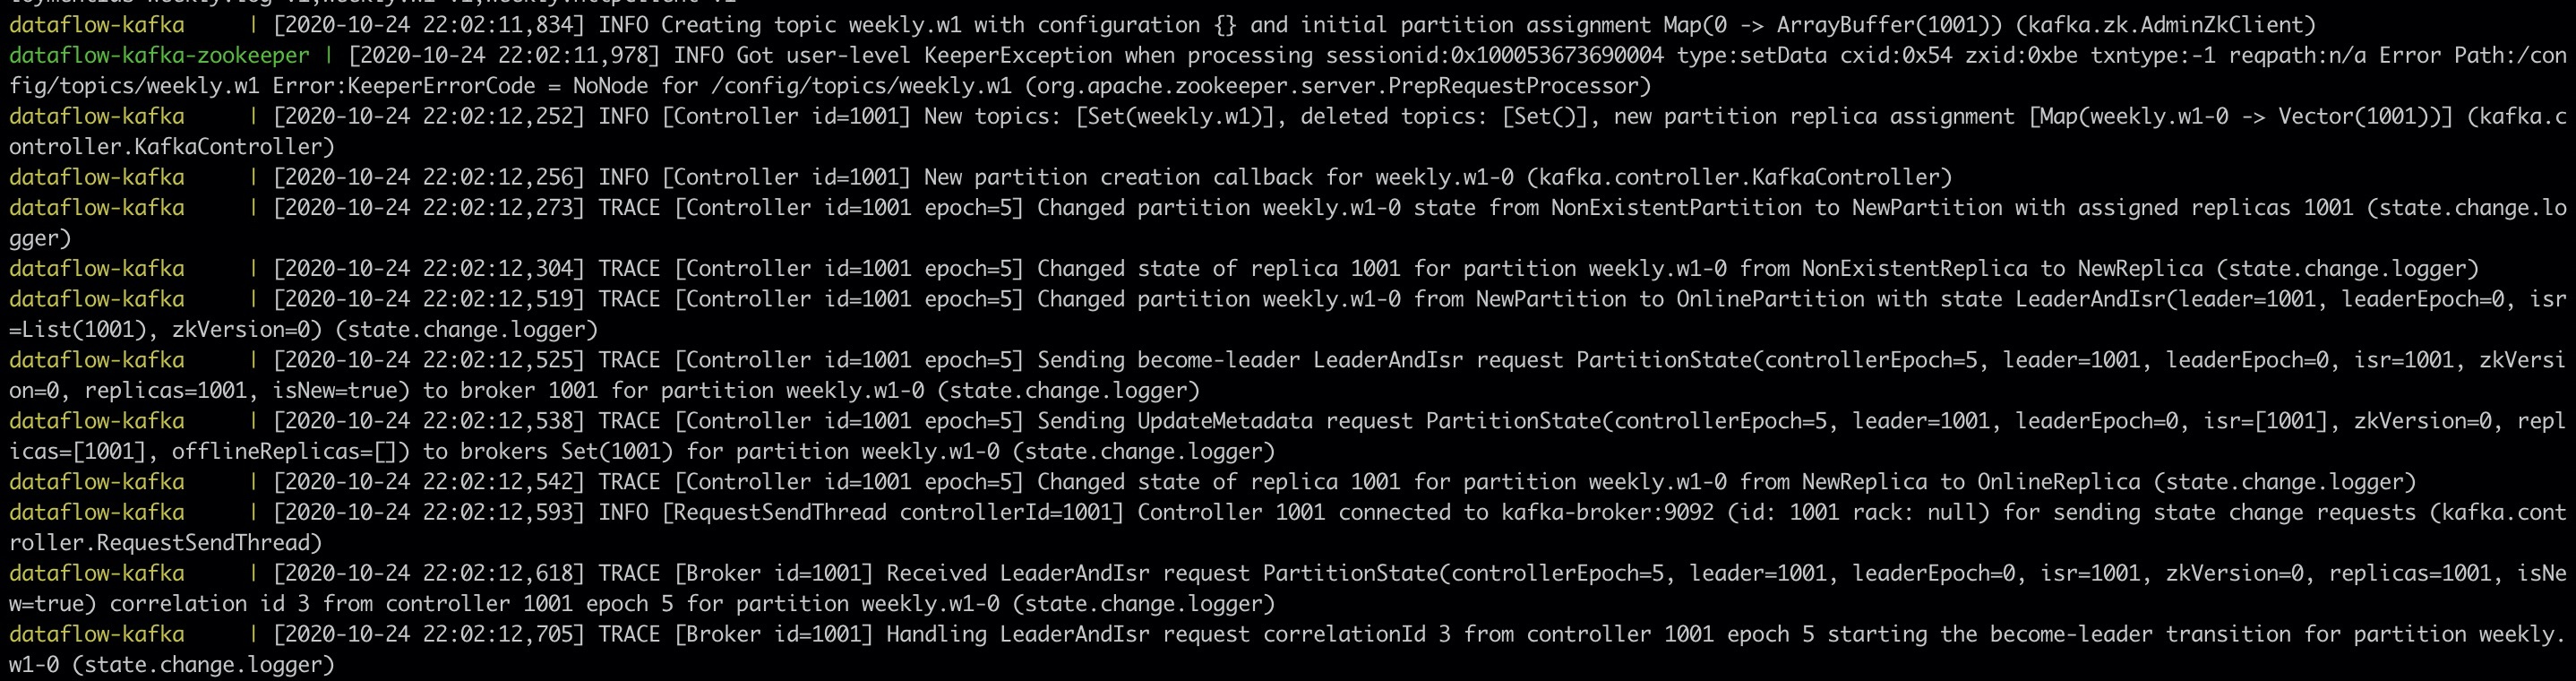 dataflow-kafka     | [2020-10-24 22:02:11,834] INFO Creating topic weekly.w1 with configuration {} and initial partition assignment Map(0 -> ArrayBuffer(1001)) (kafka.zk.AdminZkClient)
dataflow-kafka-zookeeper | [2020-10-24 22:02:11,978] INFO Got user-level KeeperException when processing sessionid:0x100053673690004 type:setData cxid:0x54 zxid:0xbe txntype:-1 reqpath:n/a Error Path:/con
fig/topics/weekly.w1 Error:KeeperErrorCode = NoNode for /config/topics/weekly.w1 (org.apache.zookeeper.server.PrepRequestProcessor)
dataflow-kafka     | [2020-10-24 22:02:12,252] INFO [Controller id=1001] New topics: [Set(weekly.w1)], deleted topics: [Set()], new partition replica assignment [Map(weekly.w1-0 -> Vector(1001))] (kafka.c
ontroller.KafkaController)
dataflow-kafka     | [2020-10-24 22:02:12,256] INFO [Controller id=1001] New partition creation callback for weekly.w1-0 (kafka.controller.KafkaController)
dataflow-kafka     | [2020-10-24 22:02:12,273] TRACE [Controller id=1001 epoch=5] Changed partition weekly.w1-0 state from NonExistentPartition to NewPartition with assigned replicas 1001 (state.change.lo
gger)
dataflow-kafka     | [2020-10-24 22:02:12,304] TRACE [Controller id=1001 epoch=5] Changed state of replica 1001 for partition weekly.w1-0 from NonExistentReplica to NewReplica (state.change.logger)
dataflow-kafka     | [2020-10-24 22:02:12,519] TRACE [Controller id=1001 epoch=5] Changed partition weekly.w1-0 from NewPartition to OnlinePartition with state LeaderAndIsr(leader=1001, leaderEpoch=0, isr
=List(1001), zkVersion=0) (state.change.logger)
dataflow-kafka     | [2020-10-24 22:02:12,525] TRACE [Controller id=1001 epoch=5] Sending become-leader LeaderAndIsr request PartitionState(controllerEpoch=5, leader=1001, leaderEpoch=0, isr=1001, zkVersi
on=0, replicas=1001, isNew=true) to broker 1001 for partition weekly.w1-0 (state.change.logger)
dataflow-kafka     | [2020-10-24 22:02:12,538] TRACE [Controller id=1001 epoch=5] Sending UpdateMetadata request PartitionState(controllerEpoch=5, leader=1001, leaderEpoch=0, isr=[1001], zkVersion=0, repl
icas=[1001], offlineReplicas=[]) to brokers Set(1001) for partition weekly.w1-0 (state.change.logger)
dataflow-kafka     | [2020-10-24 22:02:12,542] TRACE [Controller id=1001 epoch=5] Changed state of replica 1001 for partition weekly.w1-0 from NewReplica to OnlineReplica (state.change.logger)
dataflow-kafka     | [2020-10-24 22:02:12,593] INFO [RequestSendThread controllerId=1001] Controller 1001 connected to kafka-broker:9092 (id: 1001 rack: null) for sending state change requests (kafka.cont
roller.RequestSendThread)
dataflow-kafka     | [2020-10-24 22:02:12,618] TRACE [Broker id=1001] Received LeaderAndIsr request PartitionState(controllerEpoch=5, leader=1001, leaderEpoch=0, isr=1001, zkVersion=0, replicas=1001, isNe
w=true) correlation id 3 from controller 1001 epoch 5 for partition weekly.w1-0 (state.change.logger)
dataflow-kafka     | [2020-10-24 22:02:12,705] TRACE [Broker id=1001] Handling LeaderAndIsr request correlationId 3 from controller 1001 epoch 5 starting the become-leader transition for partition weekly.
w1-0 (state.change.logger)